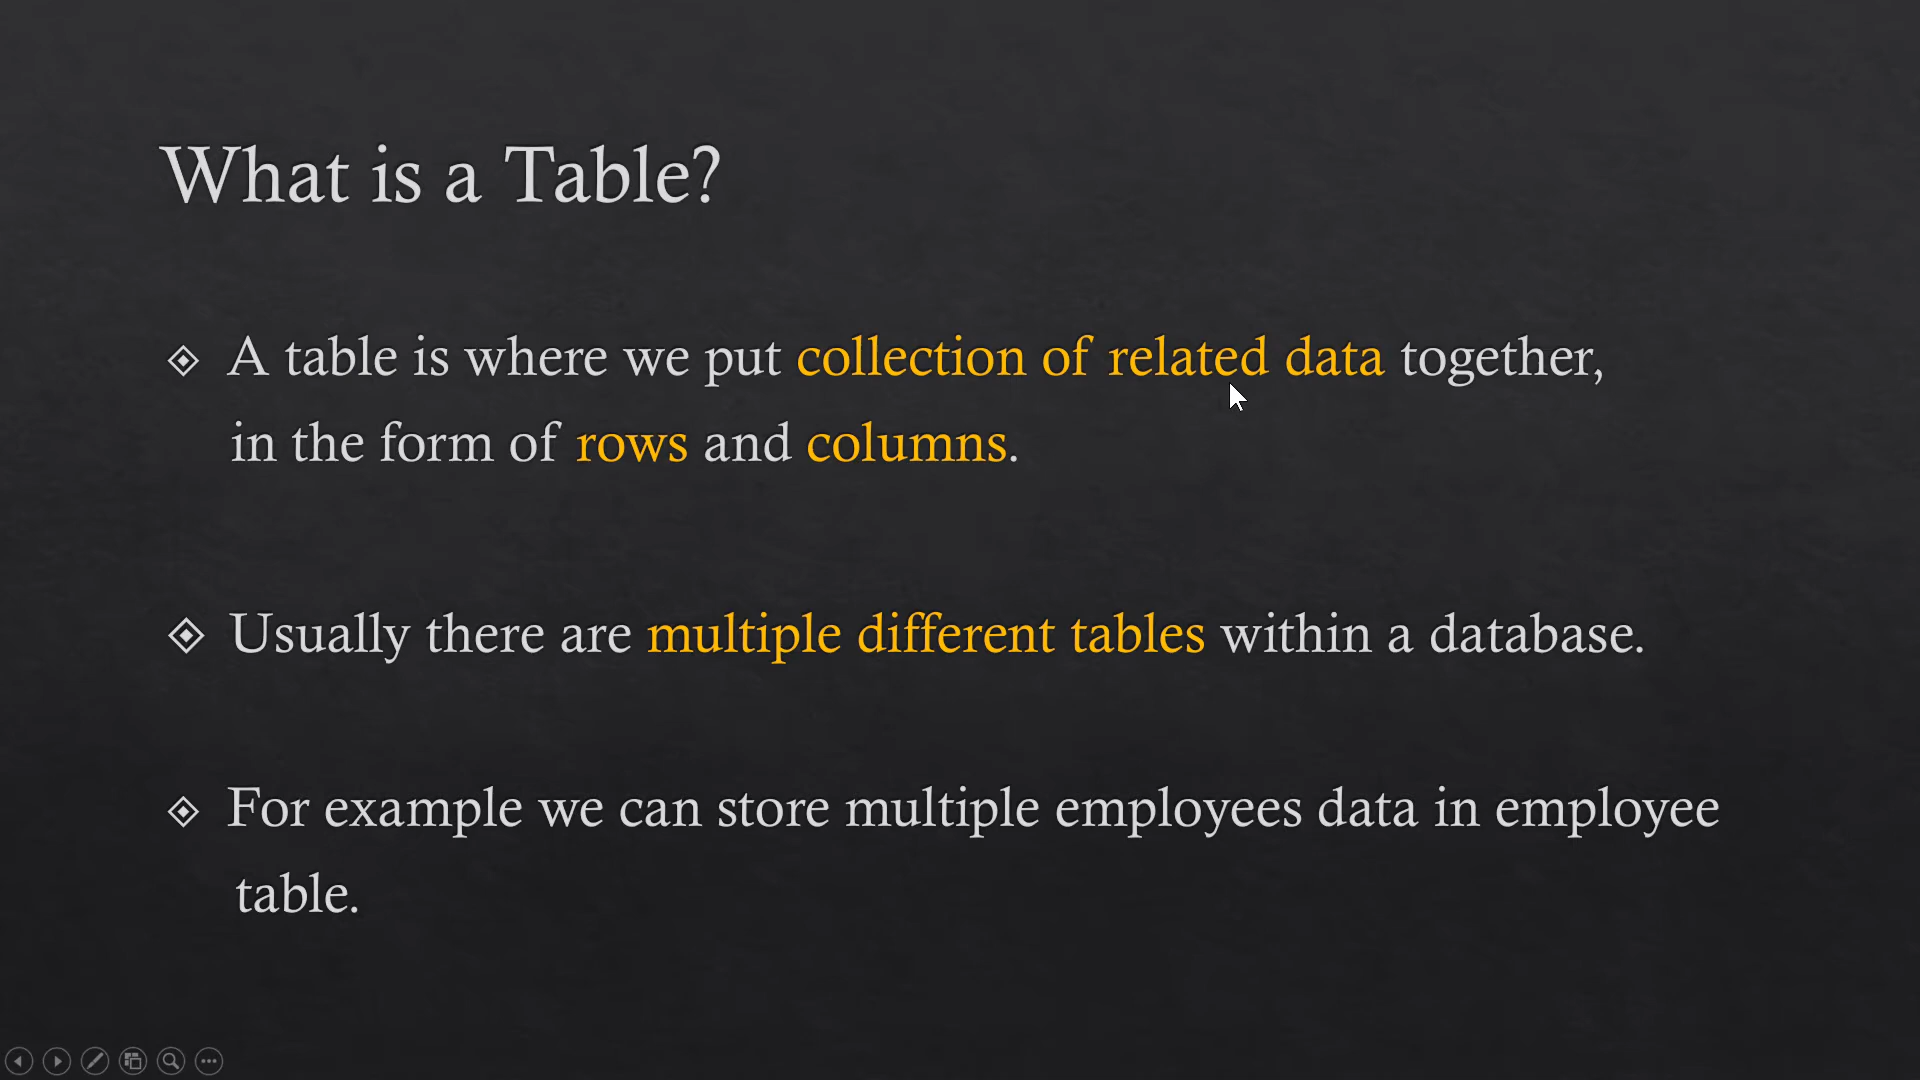 What is a Table?
A table is where we put collection of related data together,
in the form of rows and columns.
Usually there are multiple different tables within a database.
For example we can store multiple employees data in employee
table.